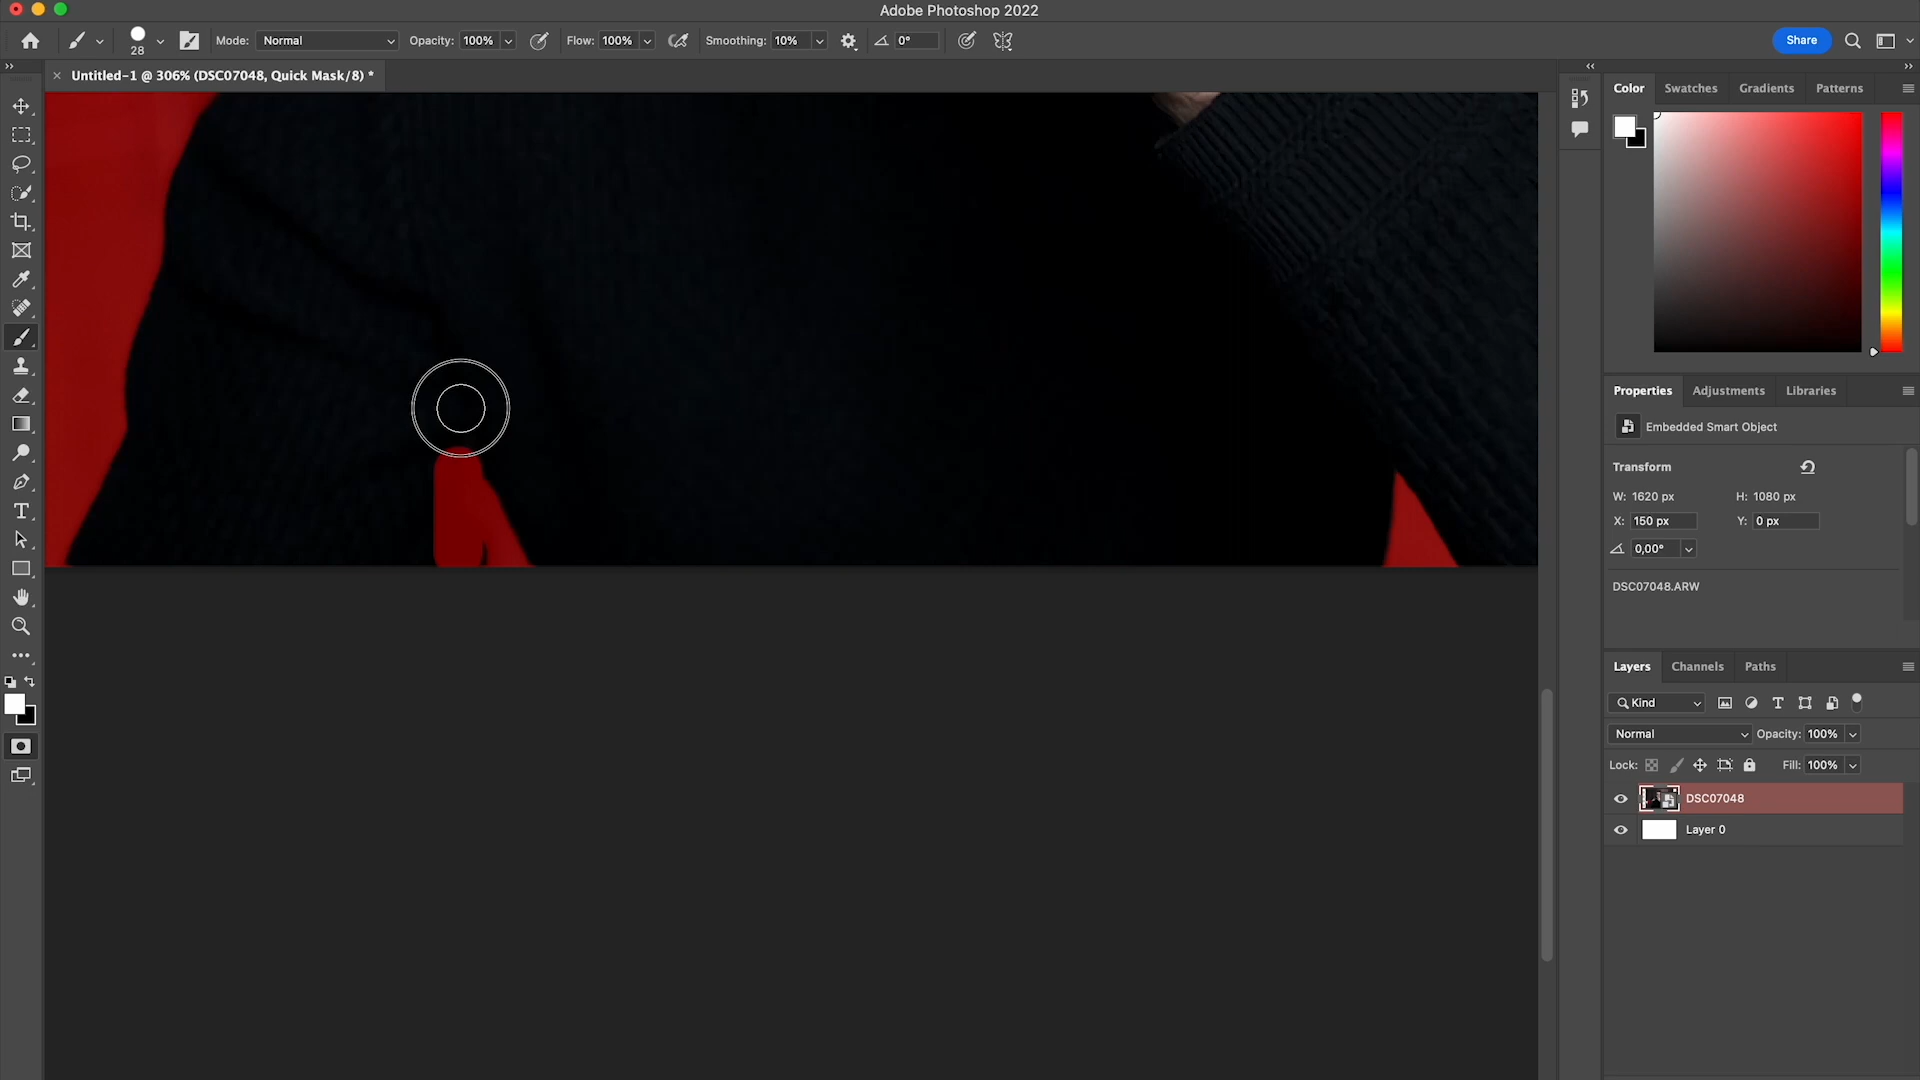 Adobe Photoshop 2022
28
Mode: Normal
Opacity: 100%
Flow: 100%
Smoothing: 10%
0°
Share
Untitled-1 @ 306% (DSC07048, Quick Mask/8) *
Color
Swatches
Gradients
Patterns
Properties
Adjustments
Libraries
Embedded Smart Object
Transform
W: 1620 px
H: 1080 px
X: 150 px
Y: 0 px
0,00°
DSC07048.ARW
Layers
Channels
Paths
Kind
Normal
Opacity: 100%
Lock:
Fill: 100%
DSC07048
Layer 0